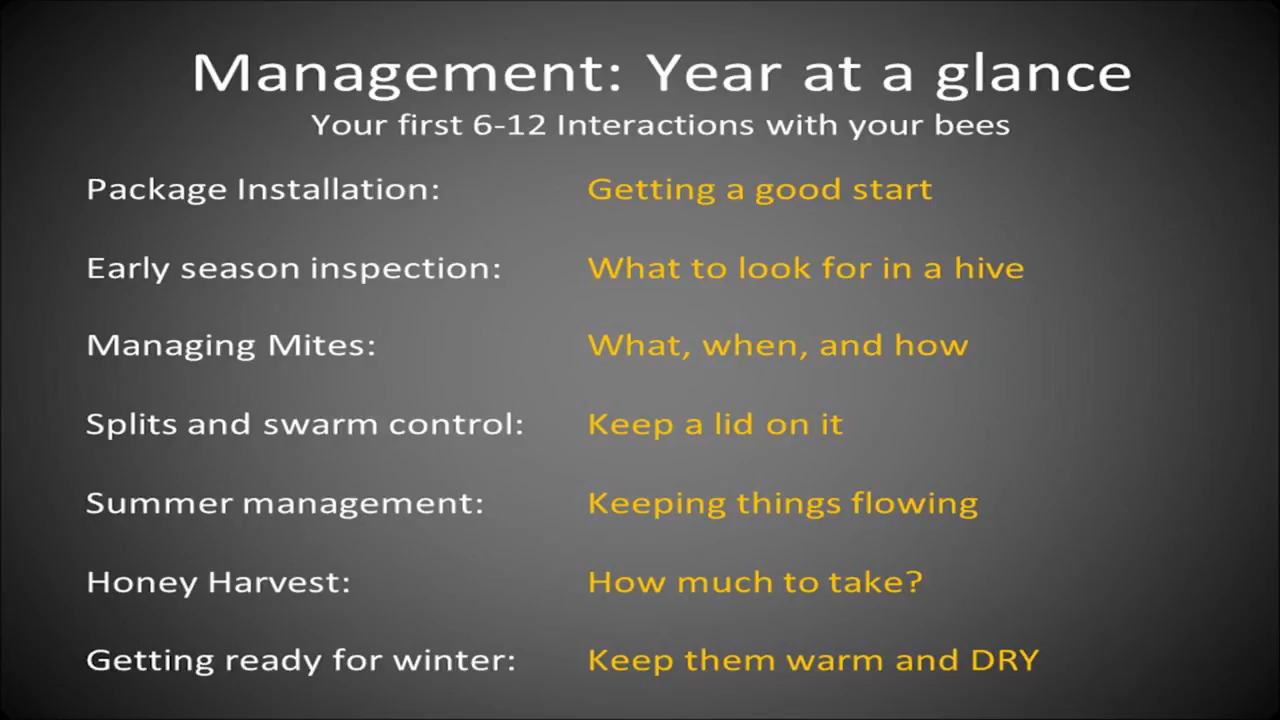 Management: Year at a glance
Your first 6-12 Interactions with your bees
Package Installation: Getting a good start
Early season inspection: What to look for in a hive
Managing Mites: What, when, and how
Splits and swarm control: Keep a lid on it
Summer management: Keeping things flowing
Honey Harvest: How much to take?
Getting ready for winter: Keep them warm and DRY